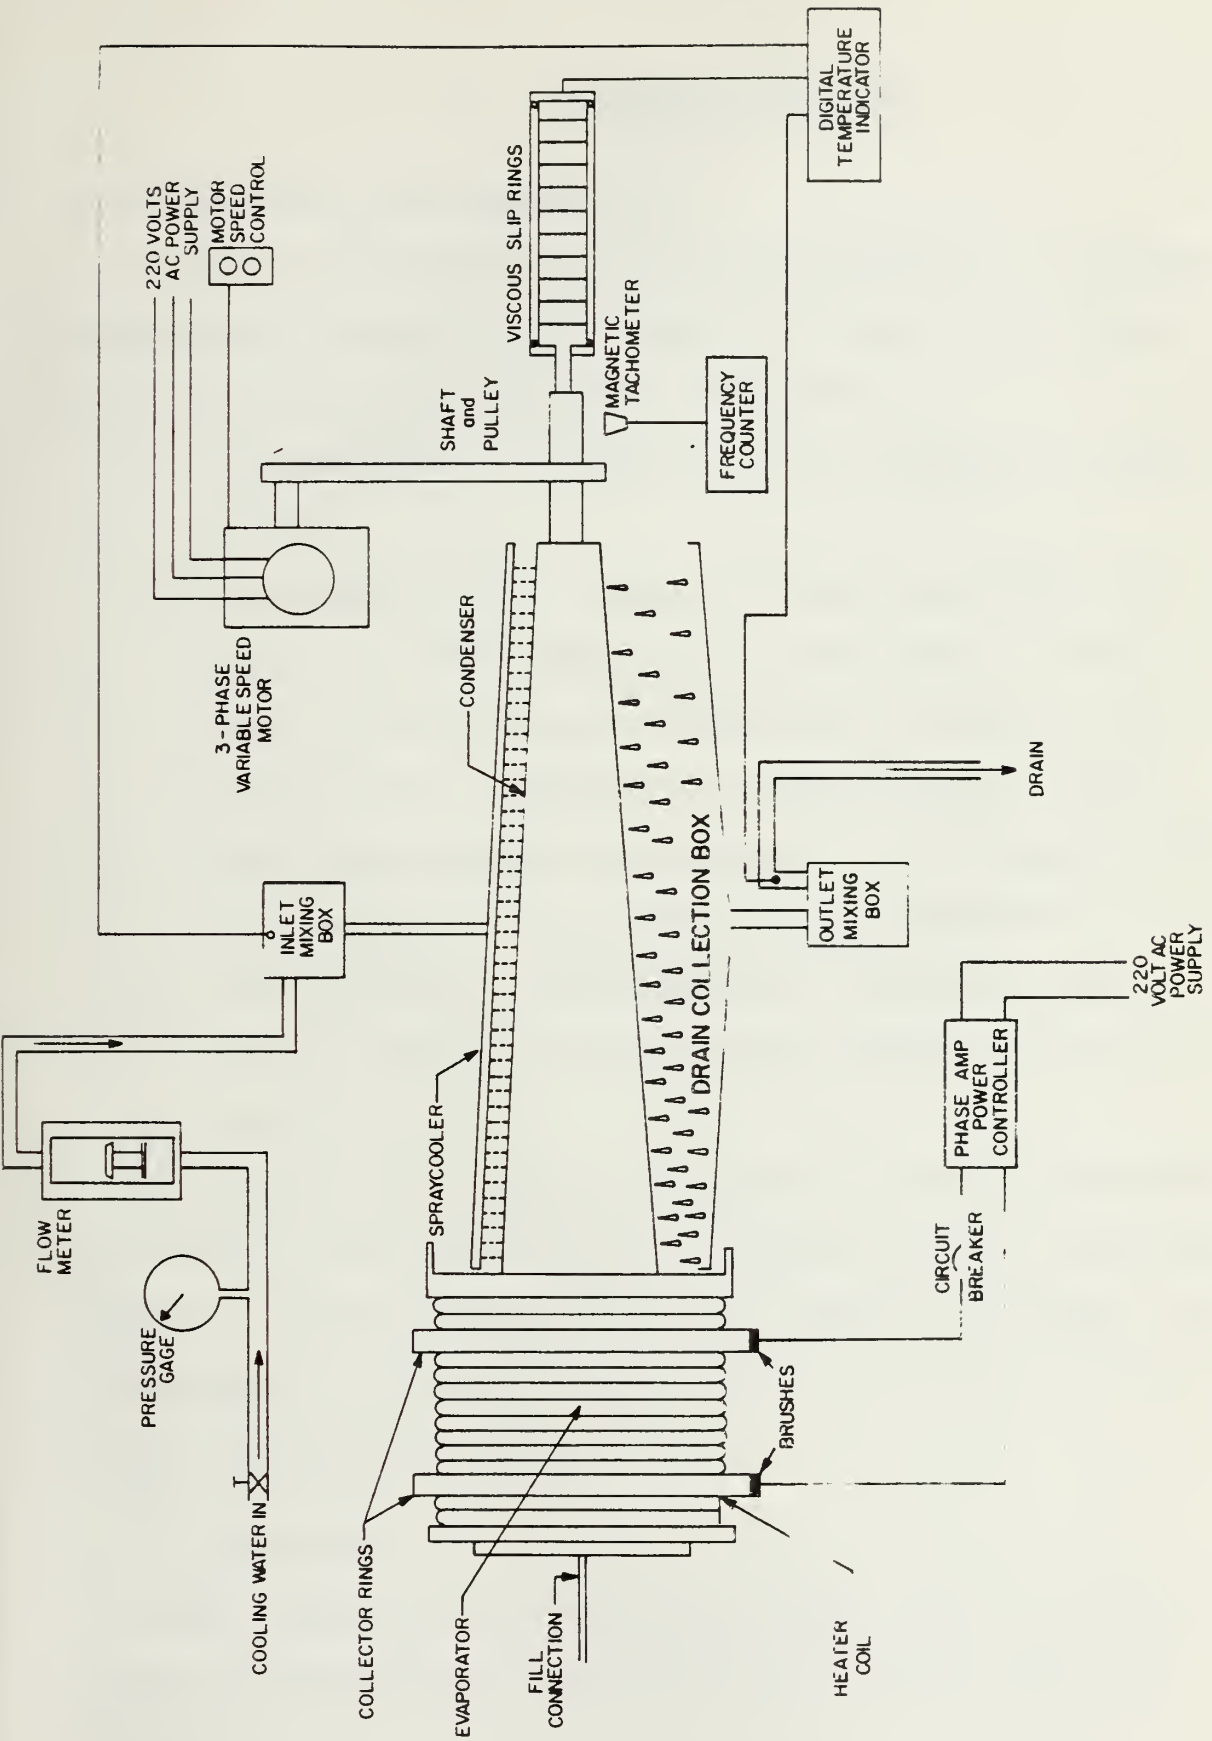 220 VOLTS
AC POWER
SUPPLY
MOTOR
SPEED
CONTROL
3-PHASE
VARIABLE SPEED
MOTOR
SHAFT
and
PULLEY
VISCOUS SLIP RINGS
MAGNETIC
TACHOMETER
FREQUENCY
COUNTER
DIGITAL
TEMPERATURE
INDICATOR
FLOW
METER
PRESSURE
GAGE
COOLING WATER IN
INLET
MIXING
BOX
SPRAYCOOLER
CONDENSER
DRAIN COLLECTION BOX
OUTLET
MIXING
BOX
DRAIN
COLLECTOR RINGS
EVAPORATOR
FILL
CONNECTION
HEATER
COIL
BRUSHES
CIRCUIT
BREAKER
PHASE AMP
POWER
CONTROLLER
220
VOLT AC
POWER
SUPPLY